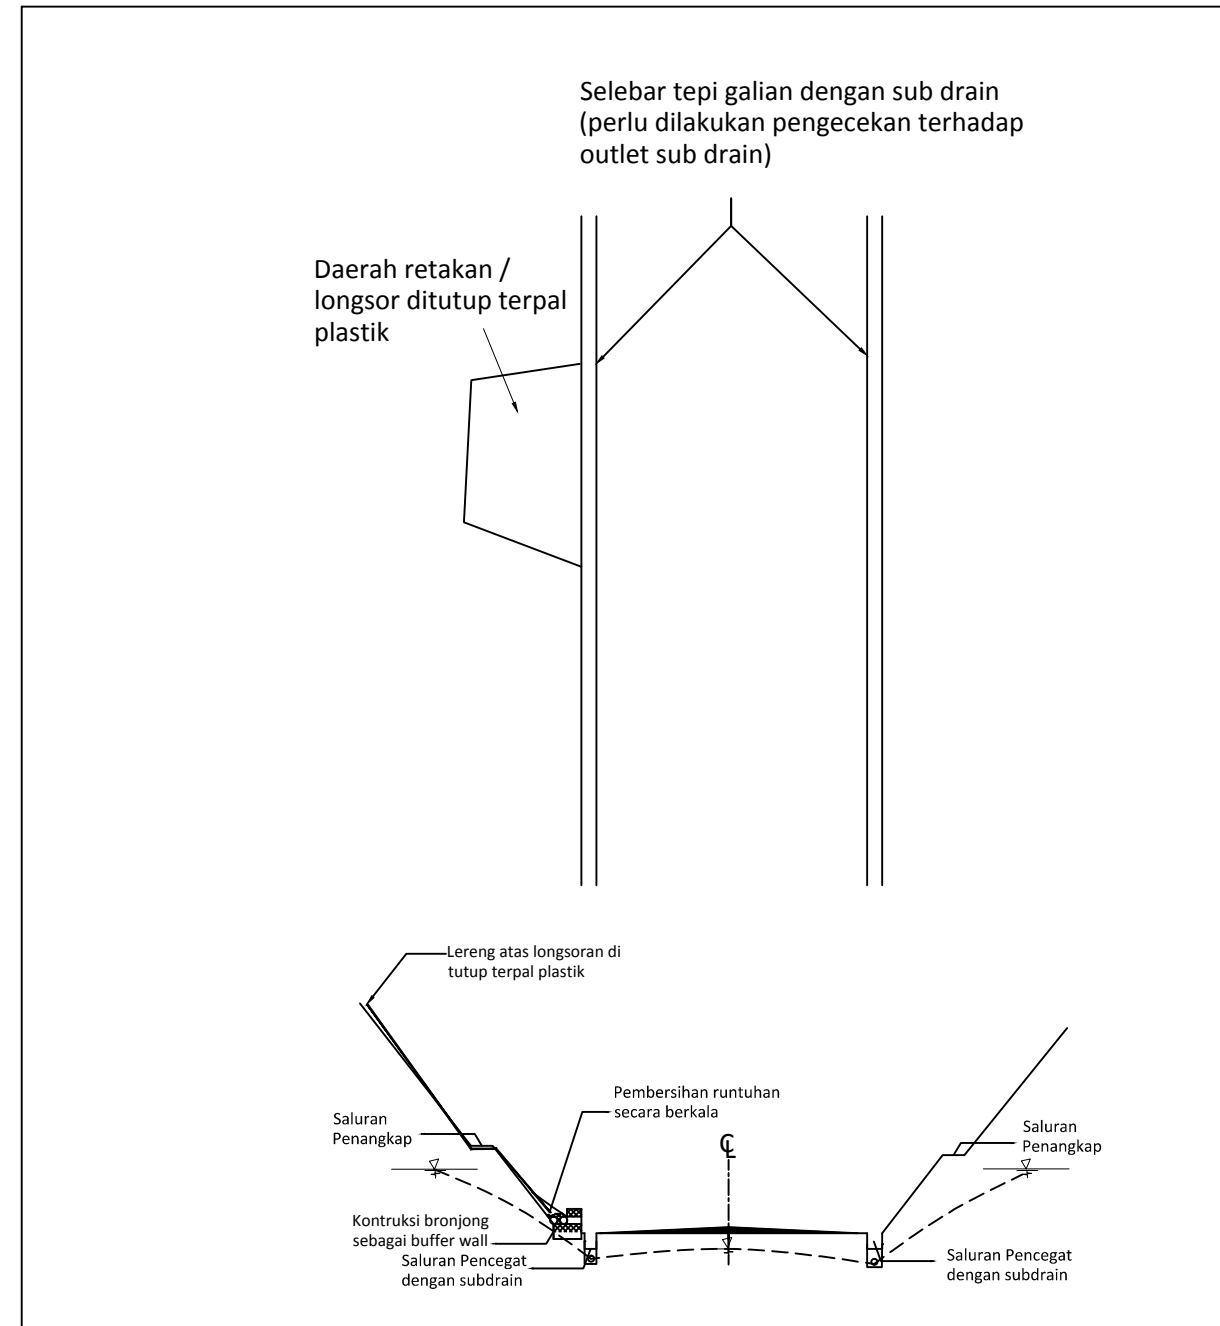 Selebar tepi galian dengan sub drain
(perlu dilakukan pengecekan terhadap
outlet sub drain)
Daerah retakan /
longsor ditutup terpal
plastik
Lereng atas longsoran di
tutup terpal plastik
Pembersihan runtuhan
secara berkala
Saluran
Penangkap
℄
Saluran
Penangkap
Kontruksi bronjong
sebagai buffer wall
Saluran Pencegat
dengan subdrain
Saluran Pencegat
dengan subdrain